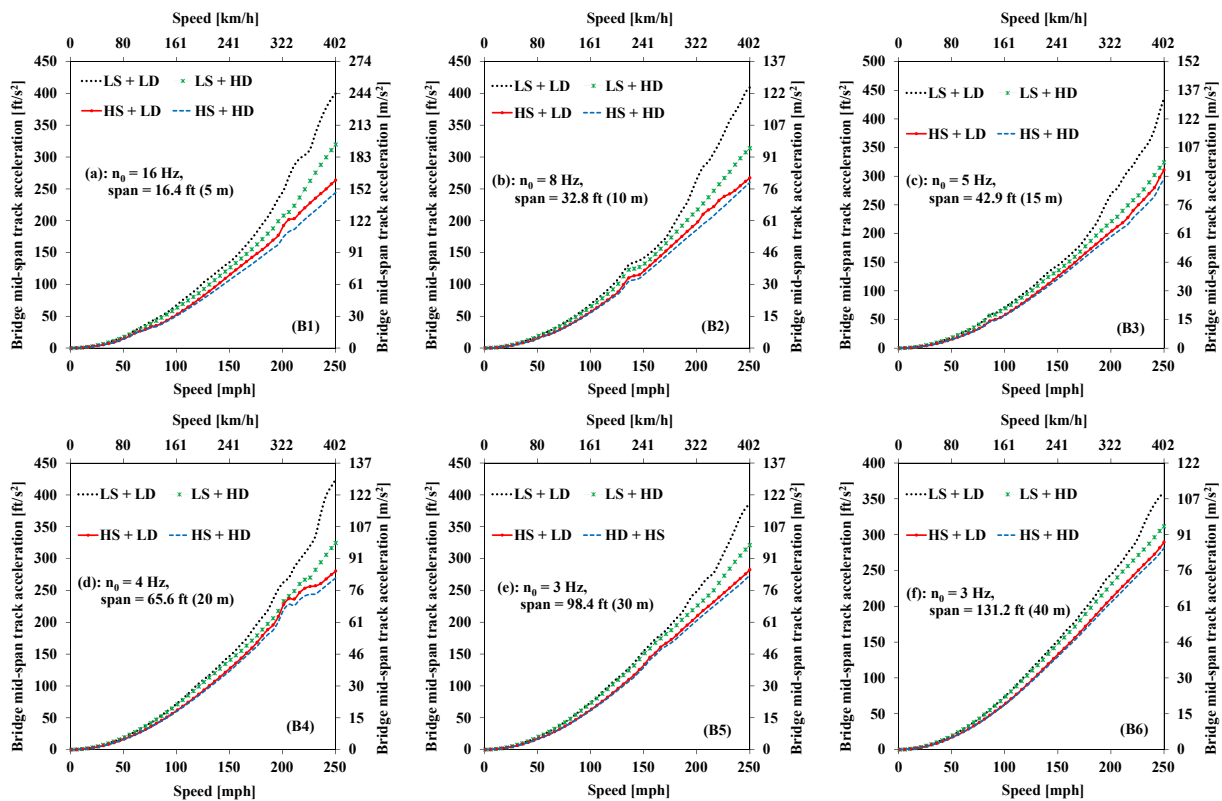 Speed [km/h]
0 80 161 241 322 402
Bridge mid-span track acceleration [ft/s²]
450
400
350
300
250
200
150
100
50
0
LS + LD
LS + HD
HS + LD
HS + HD
(a): n₀ = 16 Hz,
span = 16.4 ft (5 m)
(B1)
274
244
213
183
152
122
91
61
30
0
Bridge mid-span track acceleration [m/s²]
0 50 100 150 200 250
Speed [mph]
Speed [km/h]
0 80 161 241 322 402
Bridge mid-span track acceleration [ft/s²]
450
400
350
300
250
200
150
100
50
0
LS + LD
LS + HD
HS + LD
HS + HD
(b): n₀ = 8 Hz,
span = 32.8 ft (10 m)
(B2)
137
122
107
91
76
61
46
30
15
0
Bridge mid-span track acceleration [m/s²]
0 50 100 150 200 250
Speed [mph]
Speed [km/h]
0 80 161 241 322 402
Bridge mid-span track acceleration [ft/s²]
500
450
400
350
300
250
200
150
100
50
0
LS + LD
LS + HD
HS + LD
HS + HD
(c): n₀ = 5 Hz,
span = 42.9 ft (15 m)
(B3)
152
137
122
107
91
76
61
46
30
15
0
Bridge mid-span track acceleration [m/s²]
0 50 100 150 200 250
Speed [mph]
Speed [km/h]
0 80 161 241 322 402
Bridge mid-span track acceleration [ft/s²]
450
400
350
300
250
200
150
100
50
0
LS + LD
LS + HD
HS + LD
HS + HD
(d): n₀ = 4 Hz,
span = 65.6 ft (20 m)
(B4)
137
122
107
91
76
61
46
30
15
0
Bridge mid-span track acceleration [m/s²]
0 50 100 150 200 250
Speed [mph]
Speed [km/h]
0 80 161 241 322 402
Bridge mid-span track acceleration [ft/s²]
450
400
350
300
250
200
150
100
50
0
LS + LD
LS + HD
HS + LD
HD + HS
(e): n₀ = 3 Hz,
span = 98.4 ft (30 m)
(B5)
137
122
107
91
76
61
46
30
15
0
Bridge mid-span track acceleration [m/s²]
0 50 100 150 200 250
Speed [mph]
Speed [km/h]
0 80 161 241 322 402
Bridge mid-span track acceleration [ft/s²]
400
350
300
250
200
150
100
50
0
LS + LD
LS + HD
HS + LD
HS + HD
(f): n₀ = 3 Hz,
span = 131.2 ft (40 m)
(B6)
122
107
91
76
61
46
30
15
0
Bridge mid-span track acceleration [m/s²]
0 50 100 150 200 250
Speed [mph]